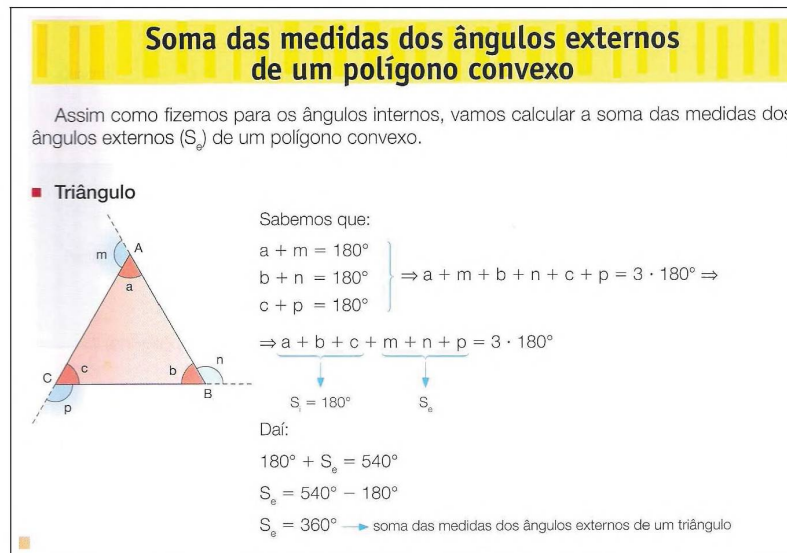 Soma das medidas dos ângulos externos
de um polígono convexo
Assim como fizemos para os ângulos internos, vamos calcular a soma das medidas dos
ângulos externos (Sₑ) de um polígono convexo.
Triângulo
Sabemos que:
a + m = 180°
b + n = 180°
c + p = 180°
⇒ a + m + b + n + c + p = 3 · 180° ⇒
⇒ a + b + c + m + n + p = 3 · 180°
Sᵢ = 180°
Sₑ
m
A
a
C
c
b
n
B
p
Daí:
180° + Sₑ = 540°
Sₑ = 540° − 180°
Sₑ = 360° → soma das medidas dos ângulos externos de um triângulo